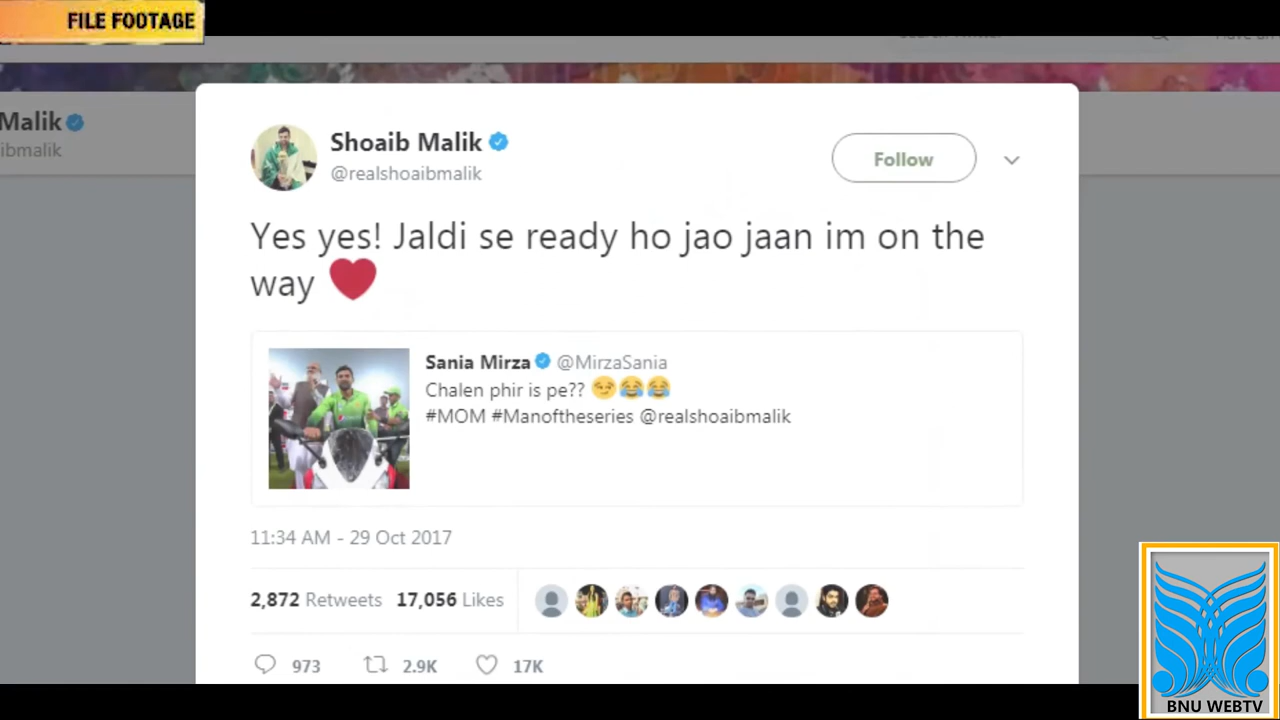 FILE FOOTAGE
Malik
ibmalik
Shoaib Malik
@realshoaibmalik
Follow
Yes yes! Jaldi se ready ho jao jaan im on the
way ❤
Sania Mirza @MirzaSania
Chalen phir is pe?? 😏😂😂
#MOM #Manoftheseries @realshoaibmalik
11:34 AM - 29 Oct 2017
2,872 Retweets 17,056 Likes
973 2.9K 17K
BNU WEBTV